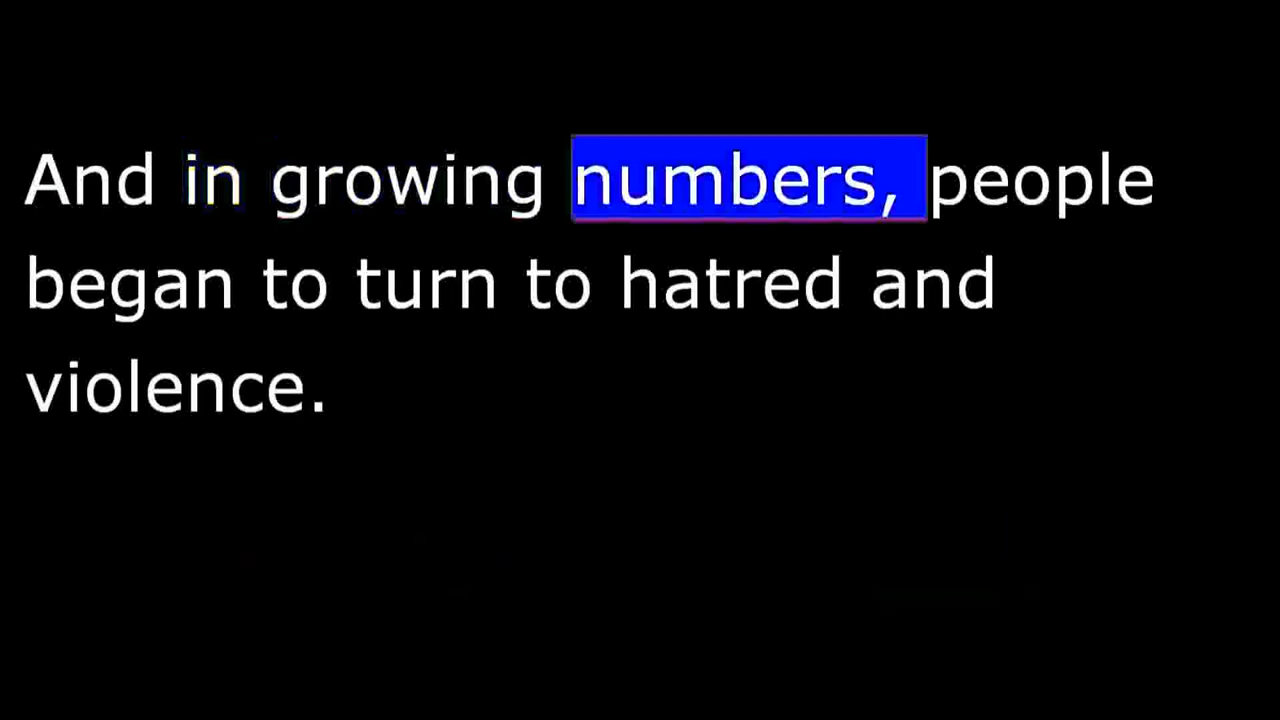 And in growing numbers, people
began to turn to hatred and
violence.